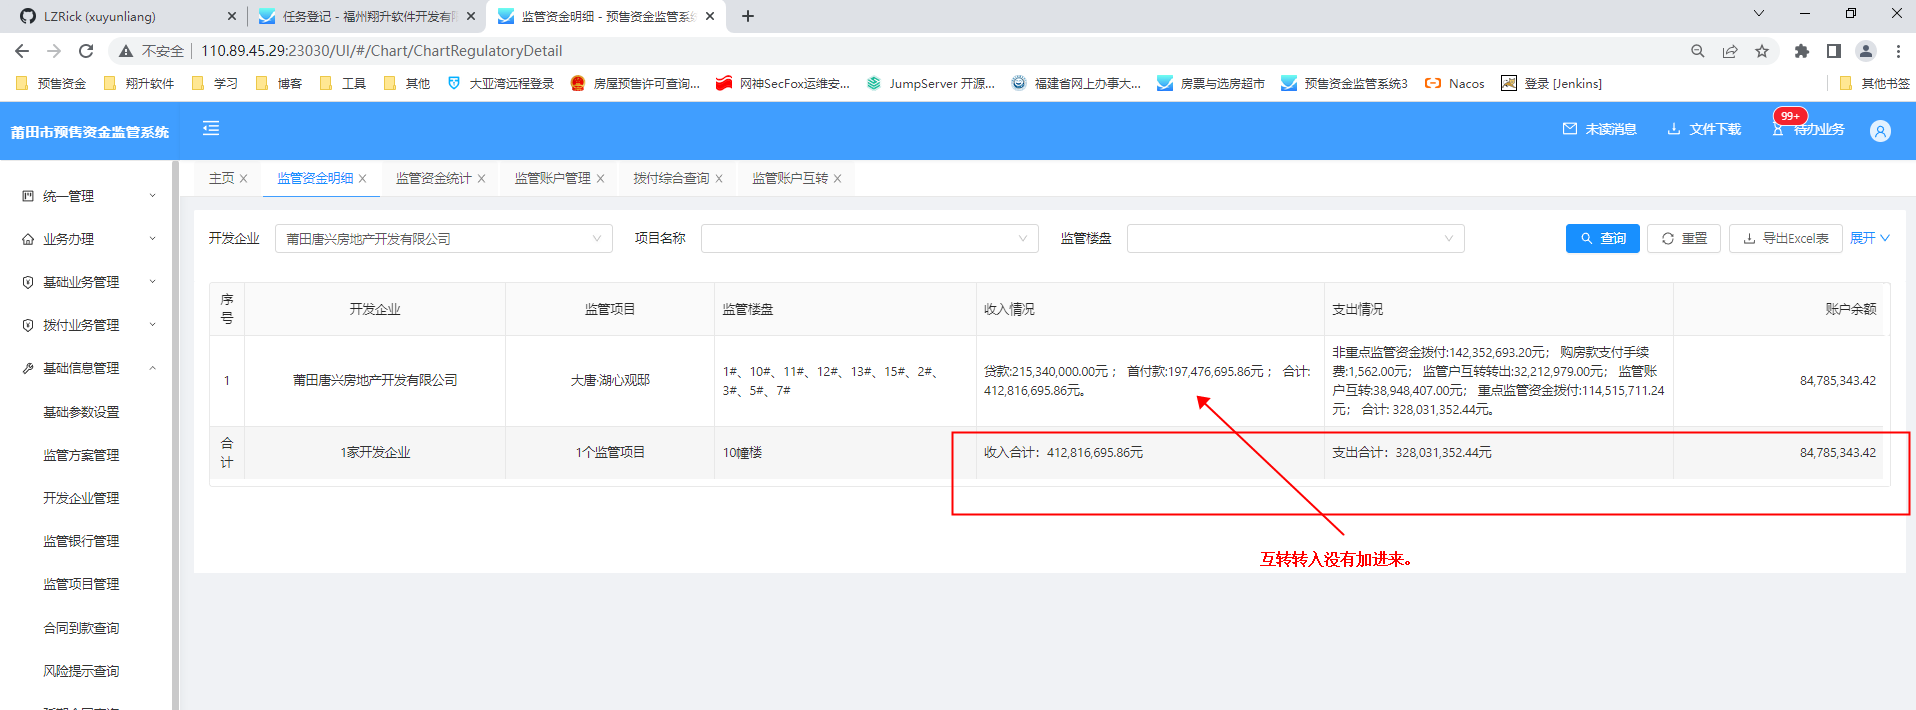 LZRick (xuyunliang)
任务登记 - 福州翔升软件开发有限
监管资金明细 - 预售资金监管系统
不安全
110.89.45.29:23030/UI/#/Chart/ChartRegulatoryDetail
预售资金
翔升软件
学习
博客
工具
其他
大亚湾远程登录
房屋预售许可查询...
网神SecFox运维安...
JumpServer 开源...
福建省网上办事大...
房票与选房超市
预售资金监管系统3
Nacos
登录 [Jenkins]
其他书签
莆田市预售资金监管系统
未读消息
文件下载
99+
待办业务
统一管理
业务办理
基础业务管理
拨付业务管理
基础信息管理
基础参数设置
监管方案管理
开发企业管理
监管银行管理
监管项目管理
合同到款查询
风险提示查询
主页
监管资金明细
监管资金统计
监管账户管理
拨付综合查询
监管账户互转
开发企业
莆田唐兴房地产开发有限公司
项目名称
监管楼盘
查询
重置
导出Excel表
展开
序号
开发企业
监管项目
监管楼盘
收入情况
支出情况
账户余额
1
莆田唐兴房地产开发有限公司
大唐·湖心观邸
1#、10#、11#、12#、13#、15#、2#、
3#、5#、7#
贷款:215,340,000.00元 ; 首付款:197,476,695.86元 ; 合计:
412,816,695.86元。
非重点监管资金拨付:142,352,693.20元; 购房款支付手续
费:1,562.00元; 监管户互转转出:32,212,979.00元; 监管账
户互转:38,948,407.00元; 重点监管资金拨付:114,515,711.24
元; 合计: 328,031,352.44元。
84,785,343.42
合计
1家开发企业
1个监管项目
10幢楼
收入合计：412,816,695.86元
支出合计：328,031,352.44元
84,785,343.42
互转转入没有加进来。